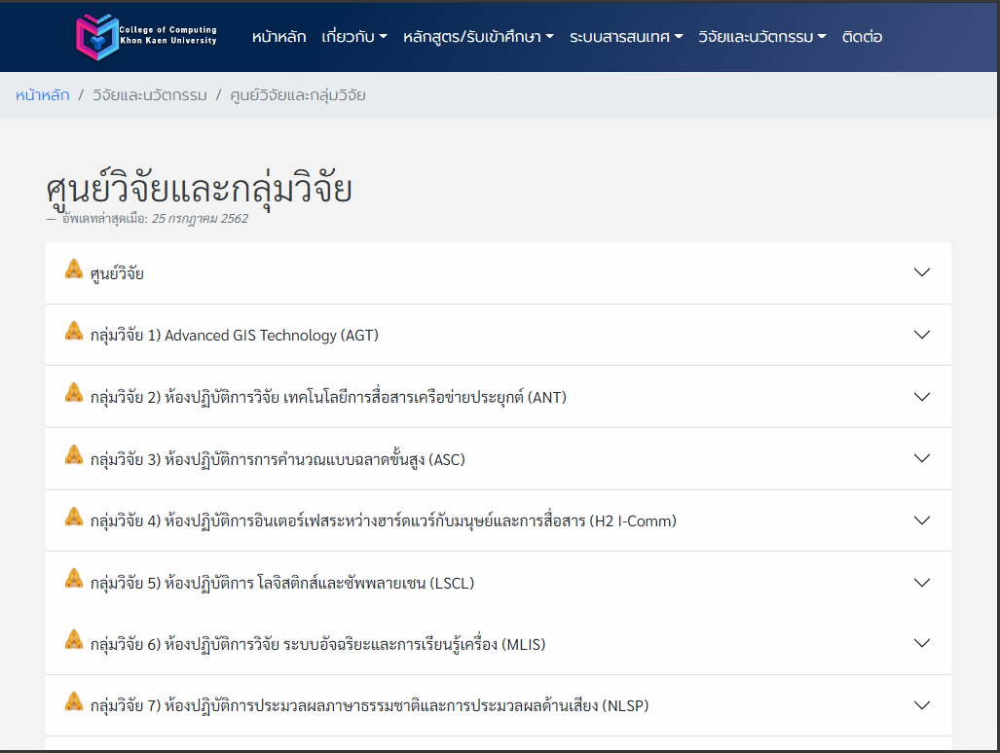 College of Computing
Khon Kaen University
หน้าหลัก เกี่ยวกับ หลักสูตร/รับเข้าศึกษา ระบบสารสนเทศ วิจัยและนวัตกรรม ติดต่อ
หน้าหลัก / วิจัยและนวัตกรรม / ศูนย์วิจัยและกลุ่มวิจัย
ศูนย์วิจัยและกลุ่มวิจัย
— อัพเดทล่าสุดเมื่อ: 25 กรกฎาคม 2562
ศูนย์วิจัย
กลุ่มวิจัย 1) Advanced GIS Technology (AGT)
กลุ่มวิจัย 2) ห้องปฏิบัติการวิจัย เทคโนโลยีการสื่อสารเครือข่ายประยุกต์ (ANT)
กลุ่มวิจัย 3) ห้องปฏิบัติการการคำนวณแบบฉลาดขั้นสูง (ASC)
กลุ่มวิจัย 4) ห้องปฏิบัติการอินเตอร์เฟสระหว่างฮาร์ดแวร์กับมนุษย์และการสื่อสาร (H2 I-Comm)
กลุ่มวิจัย 5) ห้องปฏิบัติการ โลจิสติกส์และซัพพลายเชน (LSCL)
กลุ่มวิจัย 6) ห้องปฏิบัติการวิจัย ระบบอัจฉริยะและการเรียนรู้เครื่อง (MLIS)
กลุ่มวิจัย 7) ห้องปฎิบัติการประมวลผลภาษาธรรมชาติและการประมวลผลด้านเสียง (NLSP)